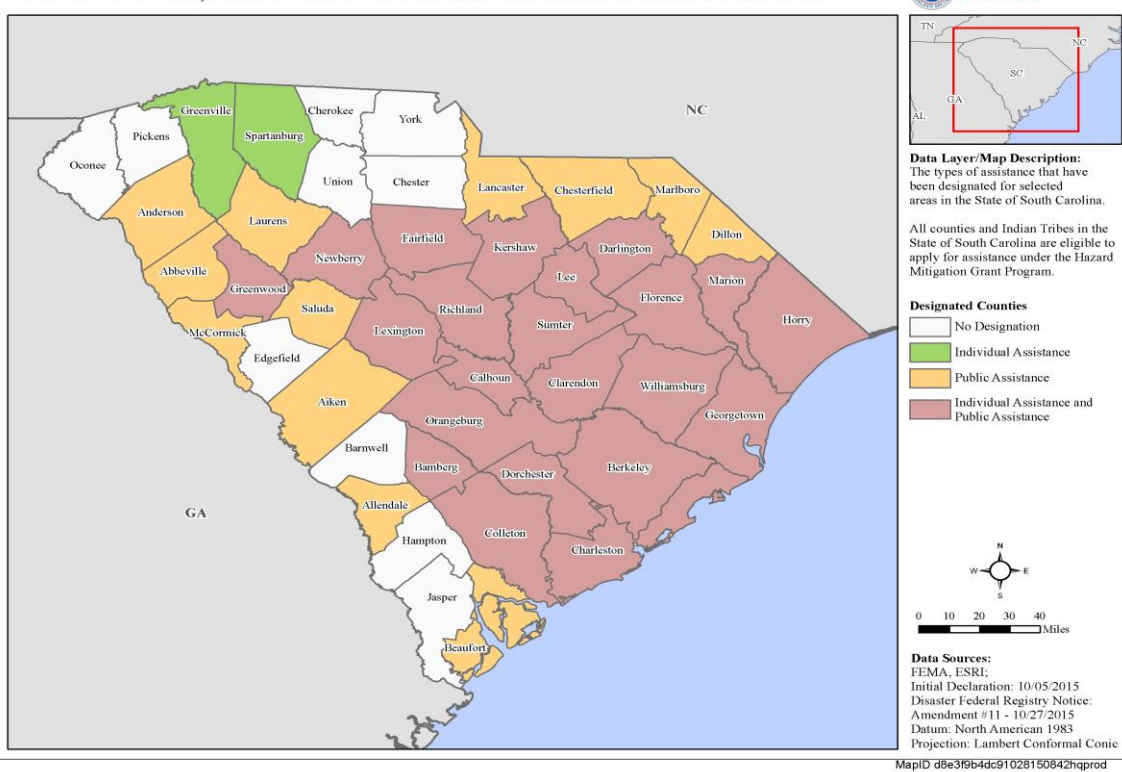 TN
NC
SC
GA
AL
Data Layer/Map Description:
The types of assistance that have
been designated for selected
areas in the State of South Carolina.
All counties and Indian Tribes in the
State of South Carolina are eligible to
apply for assistance under the Hazard
Mitigation Grant Program.
Designated Counties
No Designation
Individual Assistance
Public Assistance
Individual Assistance and
Public Assistance
N
W E
S
0 10 20 30 40
Miles
Data Sources:
FEMA, ESRI;
Initial Declaration: 10/05/2015
Disaster Federal Registry Notice:
Amendment #11 - 10/27/2015
Datum: North American 1983
Projection: Lambert Conformal Conic
MapID d8e3f9b4dc91028150842hqprod
NC
GA
Greenville
Cherokee
York
Pickens
Spartanburg
Oconee
Union
Chester
Lancaster
Chesterfield
Marlboro
Anderson
Laurens
Dillon
Fairfield
Kershaw
Darlington
Newberry
Abbeville
Lee
Marion
Greenwood
Florence
Saluda
Richland
Horry
McCormick
Lexington
Sumter
Edgefield
Calhoun
Clarendon
Williamsburg
Aiken
Georgetown
Orangeburg
Barnwell
Bamberg
Dorchester
Berkeley
Allendale
Colleton
Hampton
Charleston
Jasper
Beaufort